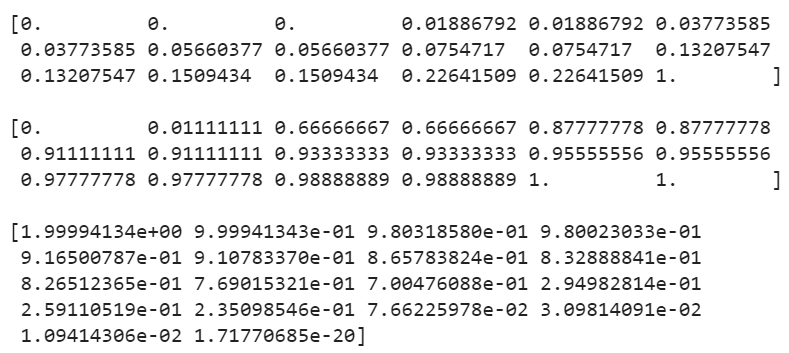 [0.         0.         0.         0.01886792 0.01886792 0.03773585
 0.03773585 0.05660377 0.05660377 0.0754717  0.0754717  0.13207547
 0.13207547 0.1509434  0.1509434  0.22641509 0.22641509 1.        ]
[0.         0.01111111 0.66666667 0.66666667 0.87777778 0.87777778
 0.91111111 0.91111111 0.93333333 0.93333333 0.95555556 0.95555556
 0.97777778 0.97777778 0.98888889 0.98888889 1.         1.        ]
[1.99994134e+00 9.99941343e-01 9.80318580e-01 9.80023033e-01
 9.16500787e-01 9.10783370e-01 8.65783824e-01 8.32888841e-01
 8.26512365e-01 7.69015321e-01 7.00476088e-01 2.94982814e-01
 2.59110519e-01 2.35098546e-01 7.66225978e-02 3.09814091e-02
 1.09414306e-02 1.71770685e-20]